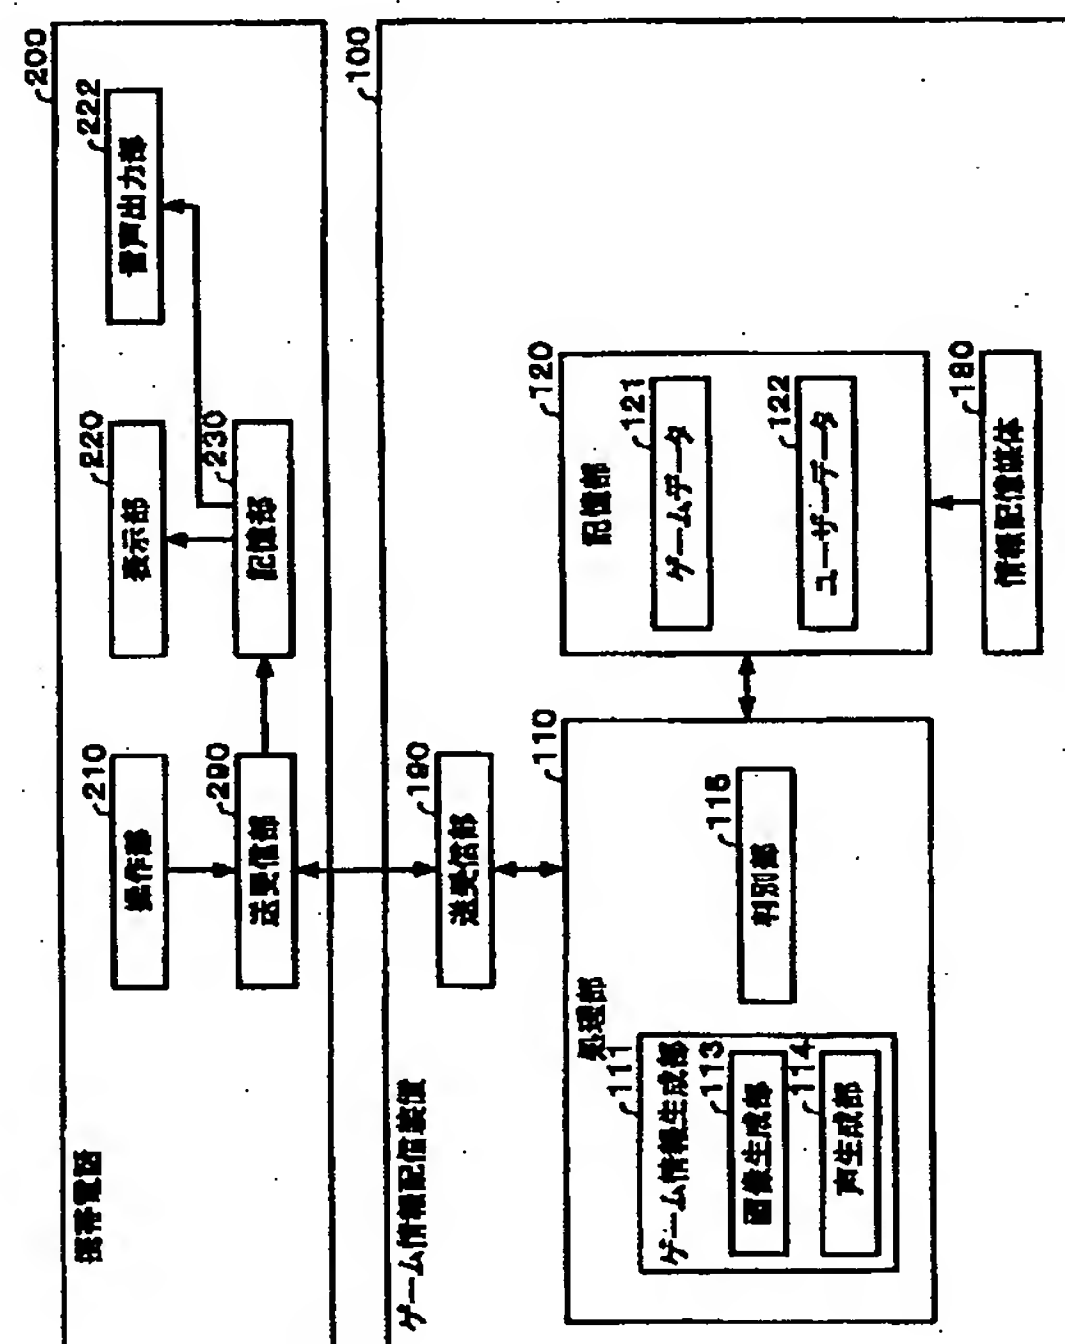 携帯電話
200
操作部
210
表示部
220
音声出力部
222
送受信部
290
記憶部
230
ゲーム情報配信装置
100
送受信部
190
処理部
110
ゲーム情報生成部
111
画像生成部
113
声生成部
114
判別部
115
記憶部
120
ゲームデータ
121
ユーザーデータ
122
情報記憶媒体
180